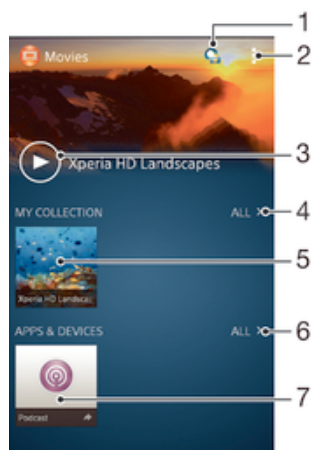 1
Movies
2
Xperia HD Landscapes
3
MY COLLECTION
ALL
4
5
Xperia HD Landscap
APPS & DEVICES
ALL
6
7
Podcast